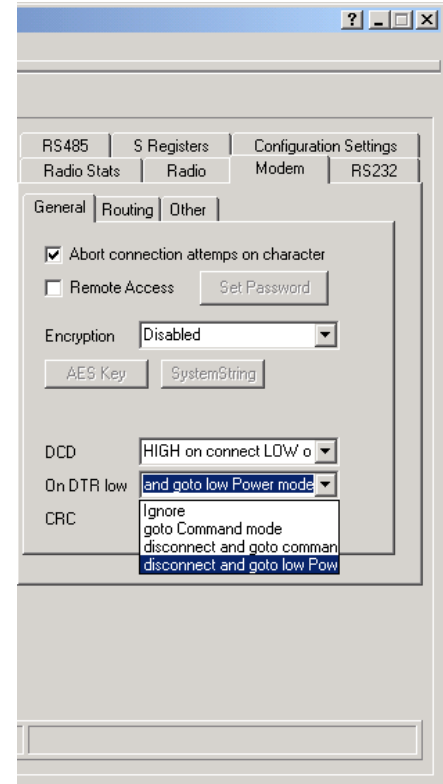 RS485 S Registers Configuration Settings
Radio Stats Radio Modem RS232
General Routing Other
Abort connection attemps on character
Remote Access Set Password
Encryption Disabled
AES Key SystemString
DCD HIGH on connect LOW o
On DTR low and goto low Power mode
CRC
Ignore
goto Command mode
disconnect and goto comman
disconnect and goto low Pow